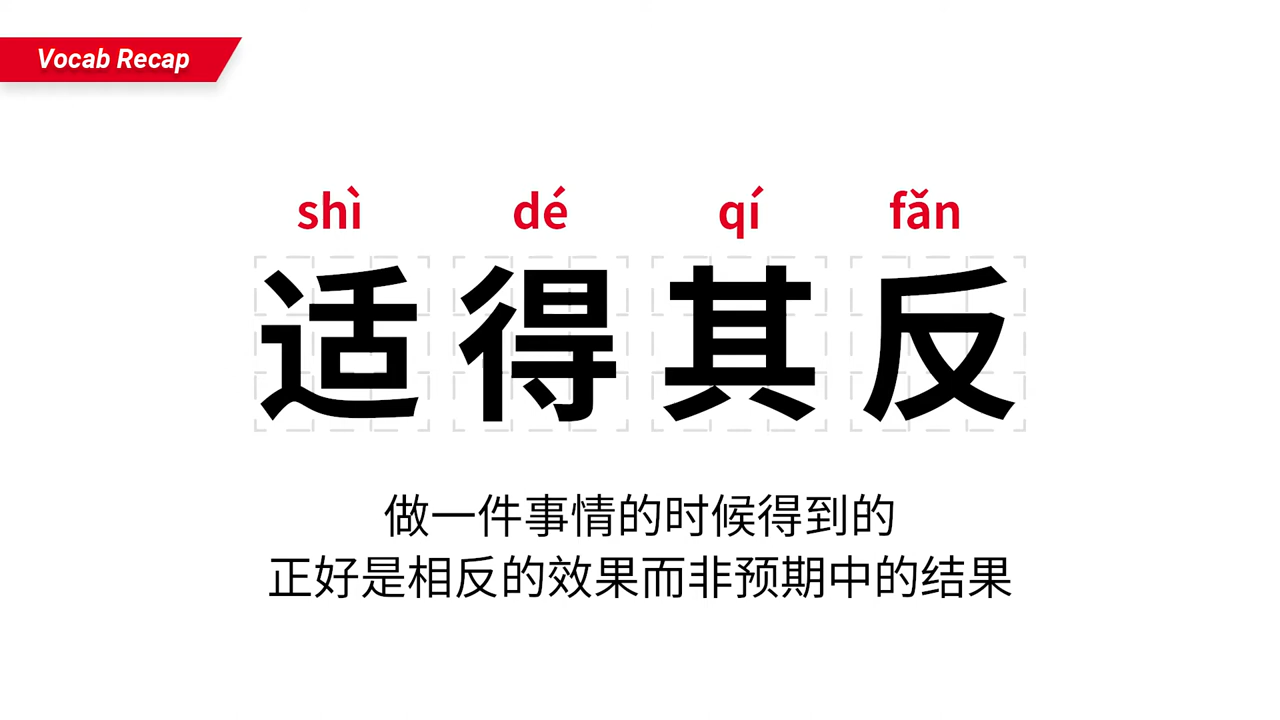 Vocab Recap
shì dé qí fǎn
适得其反
做一件事情的时候得到的
正好是相反的效果而非预期中的结果